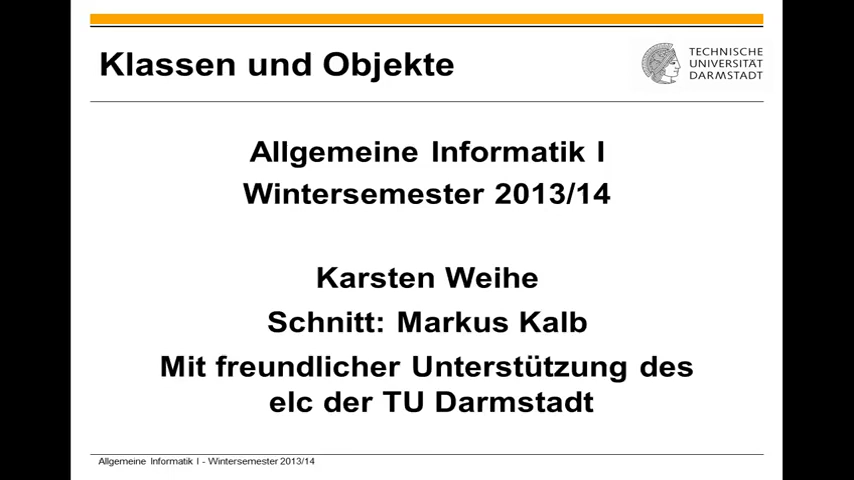 Klassen und Objekte
TECHNISCHE
UNIVERSITÄT
DARMSTADT
Allgemeine Informatik I
Wintersemester 2013/14
Karsten Weihe
Schnitt: Markus Kalb
Mit freundlicher Unterstützung des
elc der TU Darmstadt
Allgemeine Informatik I - Wintersemester 2013/14